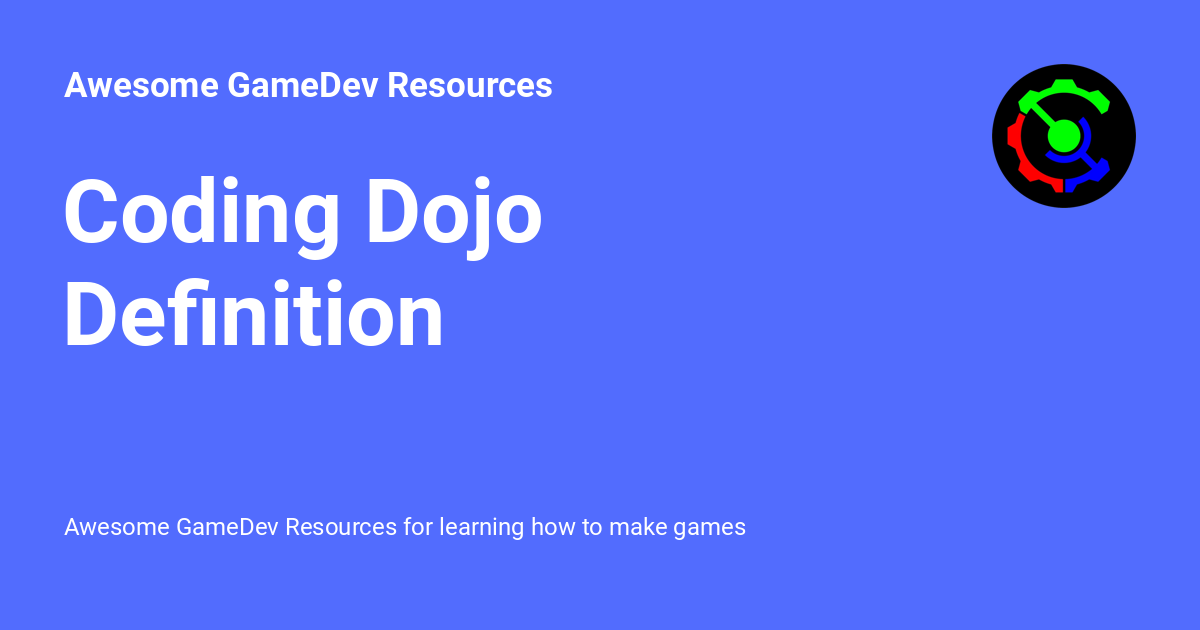 Awesome GameDev Resources
Coding Dojo
Definition
Awesome GameDev Resources for learning how to make games